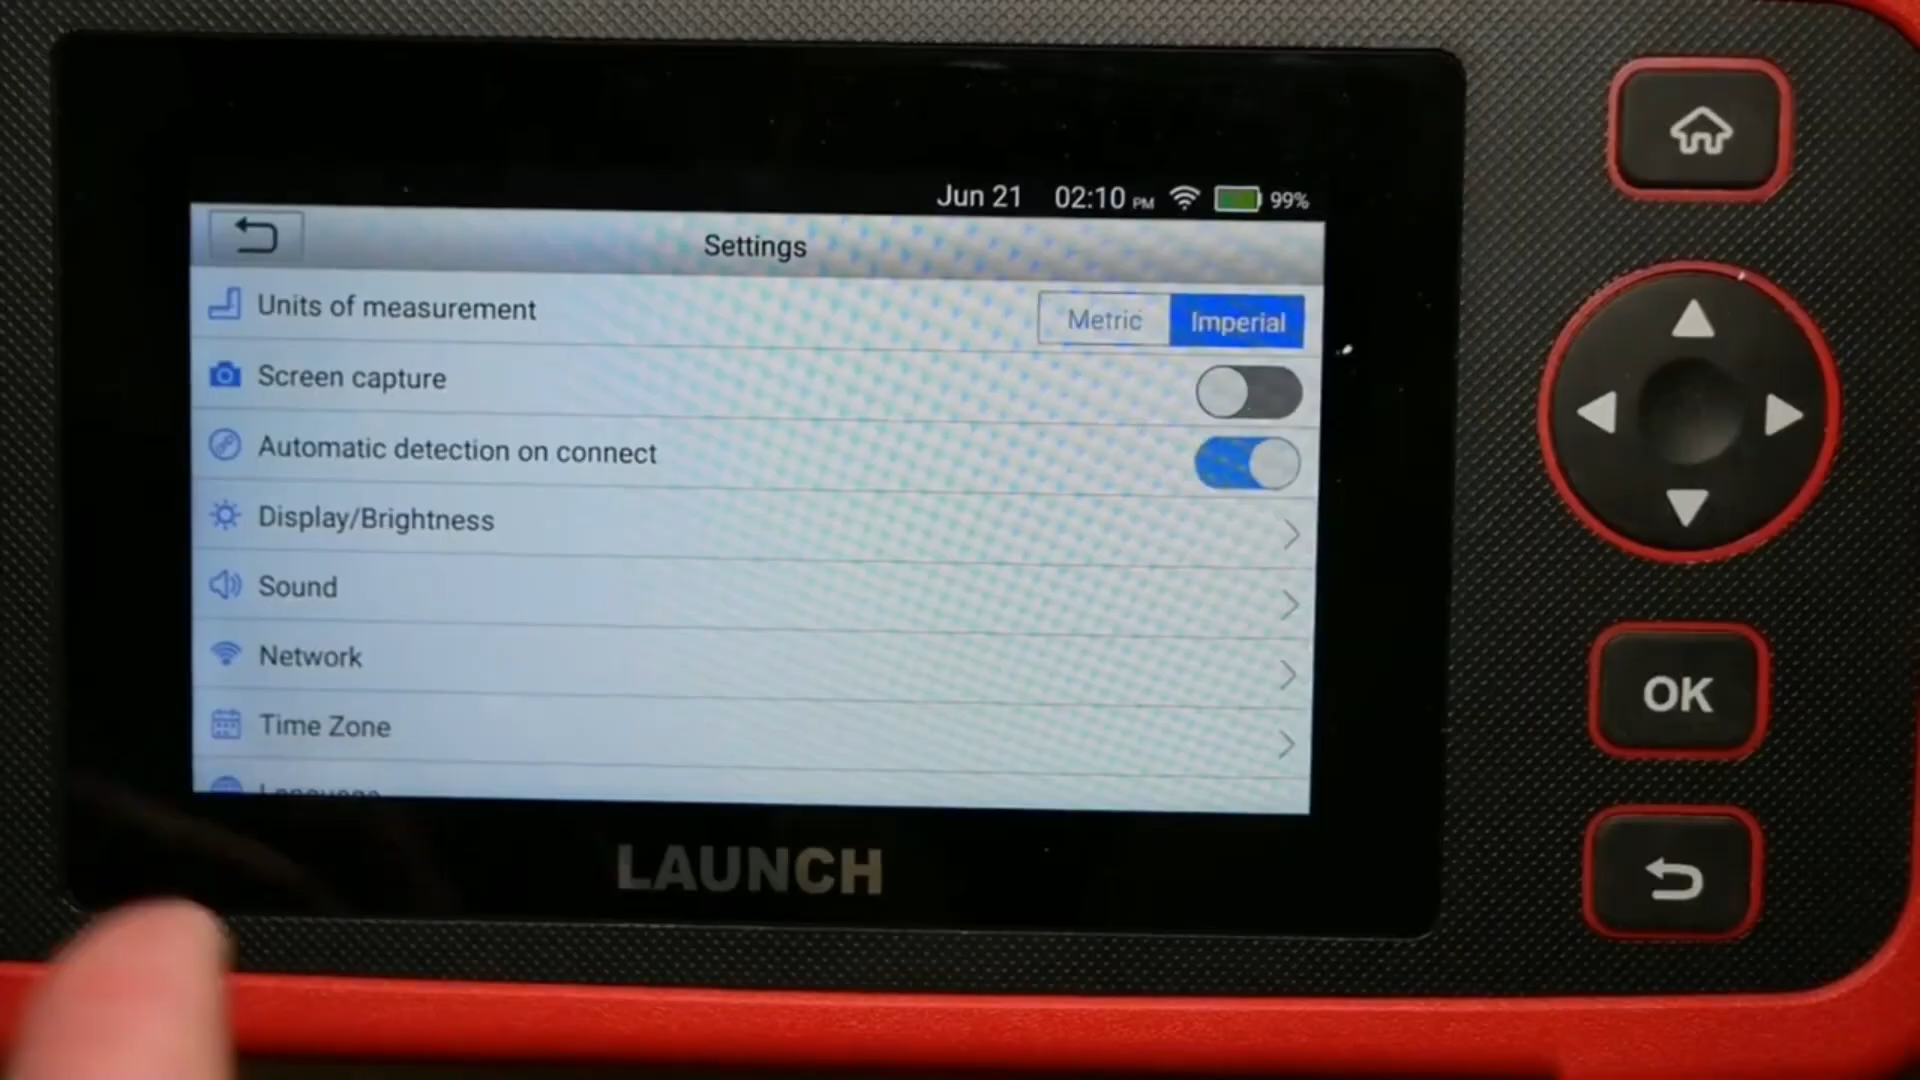 Jun 21 02:10 PM 99%
Settings
Units of measurement Metric Imperial
Screen capture
Automatic detection on connect
Display/Brightness
Sound
Network
Time Zone
Language
LAUNCH
OK